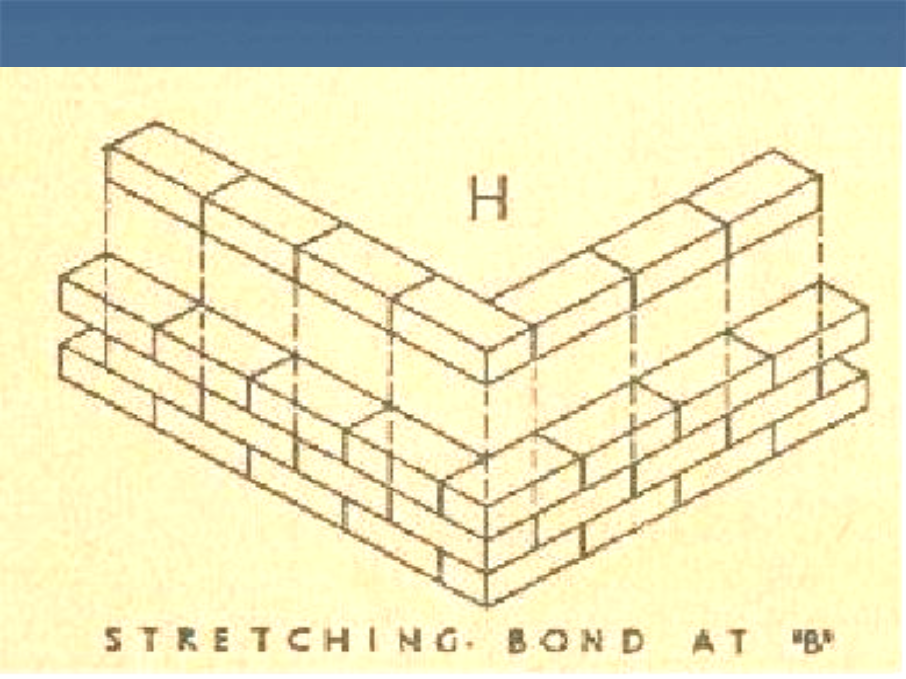 H
STRETCHING. BOND AT "B"